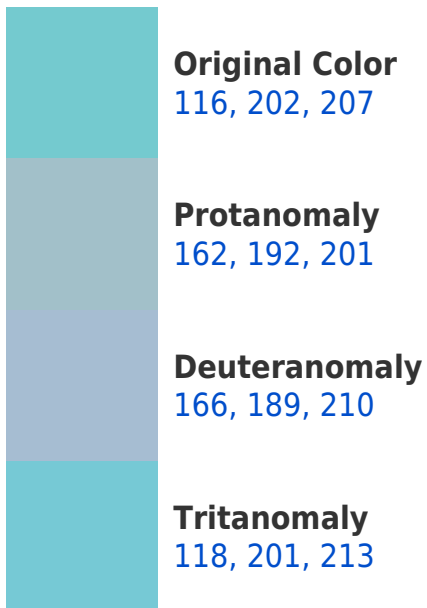 Original Color
116, 202, 207
Protanomaly
162, 192, 201
Deuteranomaly
166, 189, 210
Tritanomaly
118, 201, 213